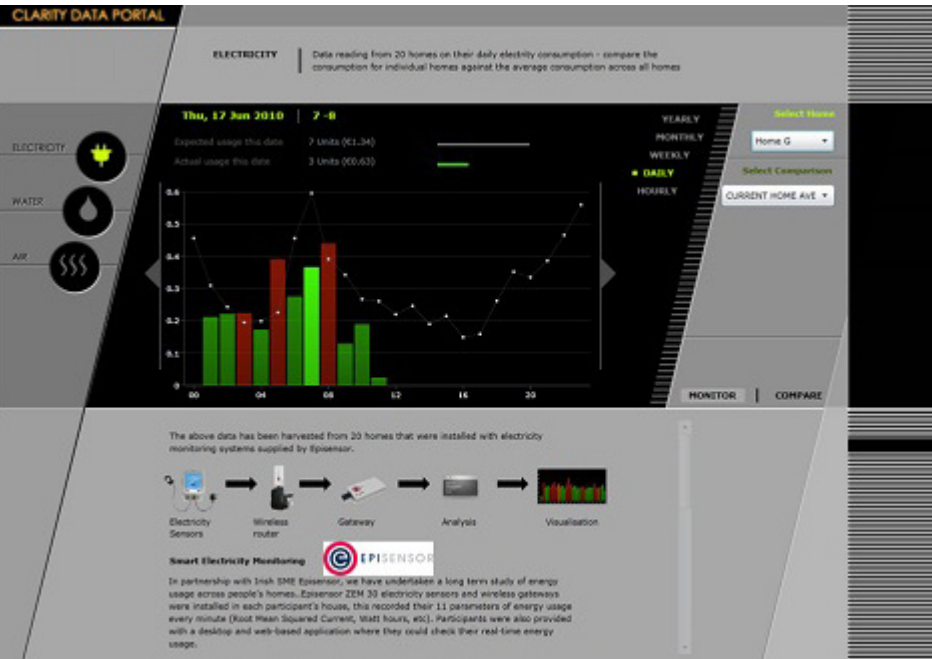 CLARITY DATA PORTAL
ELECTRICITY
Data reading from 20 homes on their daily electrity consumption - compare the
consumption for individual homes against the average consumption across all homes
Thu, 17 Jun 2010 | 7 -8
Expected usage this date 7 Units (€1.34)
Actual usage this date 3 Units (€0.63)
YEARLY
MONTHLY
WEEKLY
DAILY
HOURLY
Select Home
Home G
Select Comparison
CURRENT HOME AVE
ELECTRICITY
WATER
AIR
0.6
0.5
0.4
0.3
0.2
0.1
0
00 04 08 12 16 20
MONITOR | COMPARE
The above data has been harvested from 20 homes that were installed with electricity
monitoring systems supplied by Episensor.
Electricity
Sensors
Wireless
router
Gateway
Analysis
Visualisation
Smart Electricity Monitoring
EPISENSOR
In partnership with Irish SME Episensor, we have undertaken a long term study of energy
usage across people's homes. Episensor ZEM 30 electricity sensors and wireless gateways
were installed in each participant's house, this recorded their 11 parameters of energy usage
every minute (Root Mean Squared Current, Watt hours, etc). Participants were also provided
with a desktop and web-based application where they could check their real-time energy
usage.